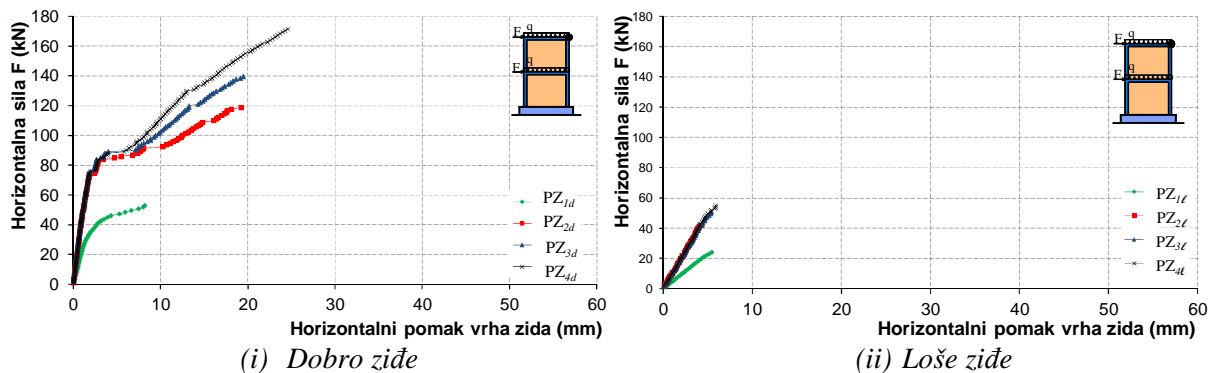 Horizontalna sila F (kN)
180
160
140
120
100
80
60
40
20
0
0 10 20 30 40 50 60
Horizontalni pomak vrha zida (mm)
q
F
q
F
PZ1d
PZ2d
PZ3d
PZ4d
(i) Dobro ziđe
Horizontalna sila F (kN)
180
160
140
120
100
80
60
40
20
0
0 10 20 30 40 50 60
Horizontalni pomak vrha zida (mm)
q
F
q
F
PZ1ℓ
PZ2ℓ
PZ3ℓ
PZ4ℓ
(ii) Loše ziđe